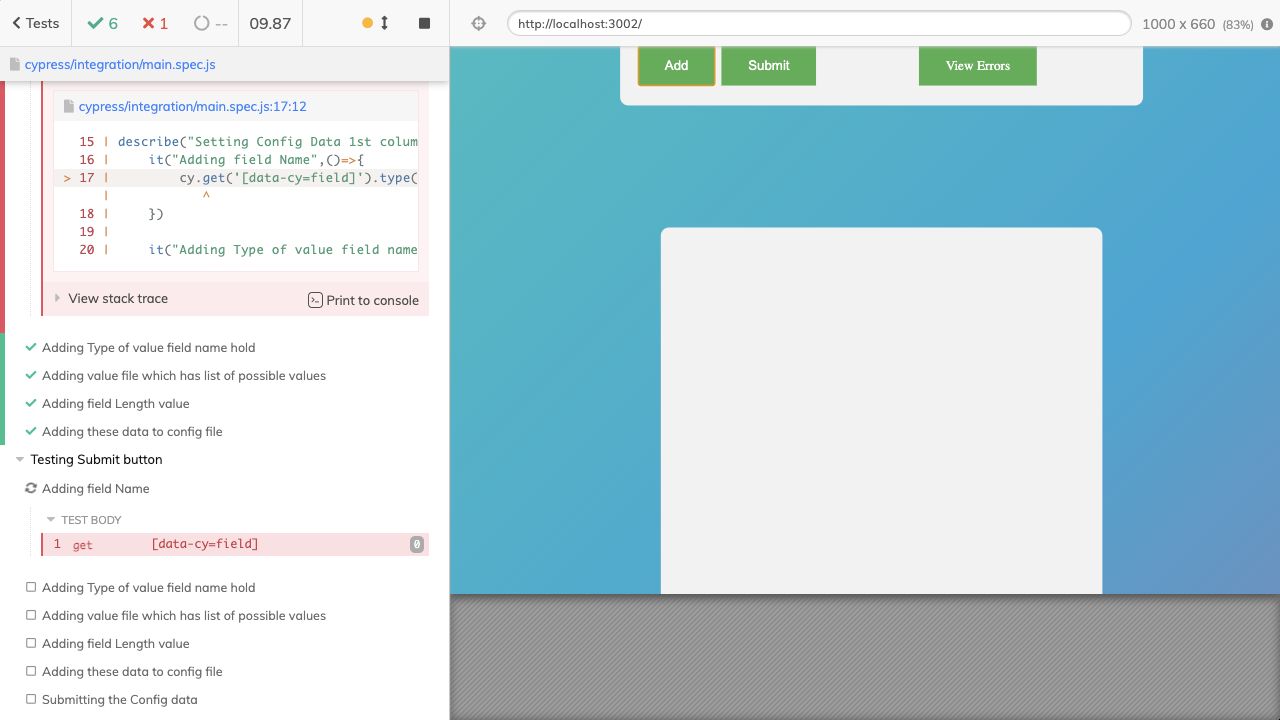 Tests
6
1
--
09.87
http://localhost:3002/
1000 x 660 (83%)
cypress/integration/main.spec.js
cypress/integration/main.spec.js:17:12
15 | describe("Setting Config Data 1st colum
16 | it("Adding field Name",()=>{
> 17 | cy.get('[data-cy=field]').type(
| ^
18 | })
19 |
20 | it("Adding Type of value field name
View stack trace
Print to console
Adding Type of value field name hold
Adding value file which has list of possible values
Adding field Length value
Adding these data to config file
Testing Submit button
Adding field Name
TEST BODY
1 get [data-cy=field] 0
Adding Type of value field name hold
Adding value file which has list of possible values
Adding field Length value
Adding these data to config file
Submitting the Config data
Add
Submit
View Errors